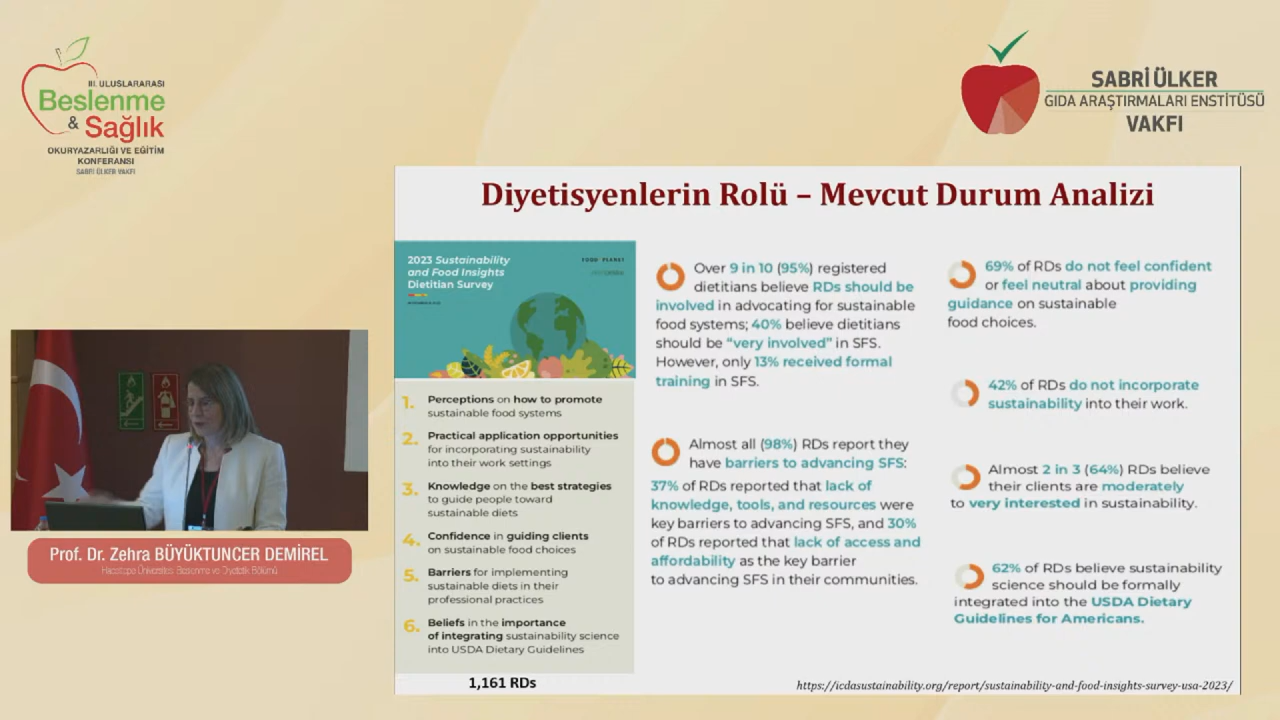 III. ULUSLARARASI
Beslenme
& Sağlık
OKURYAZARLIĞI VE EĞİTİM
KONFERANSI
SABRİ ÜLKER VAKFI
SABRİ ÜLKER
GIDA ARAŞTIRMALARI ENSTİTÜSÜ
VAKFI
Diyetisyenlerin Rolü – Mevcut Durum Analizi
2023 Sustainability
and Food Insights
Dietitian Survey
FOOD PLANET
1. Perceptions on how to promote
sustainable food systems
2. Practical application opportunities
for incorporating sustainability
into their work settings
3. Knowledge on the best strategies
to guide people toward
sustainable diets
4. Confidence in guiding clients
on sustainable food choices
5. Barriers for implementing
sustainable diets in their
professional practices
6. Beliefs in the importance
of integrating sustainability science
into USDA Dietary Guidelines
1,161 RDs
Over 9 in 10 (95%) registered
dietitians believe RDs should be
involved in advocating for sustainable
food systems; 40% believe dietitians
should be “very involved” in SFS.
However, only 13% received formal
training in SFS.
Almost all (98%) RDs report they
have barriers to advancing SFS:
37% of RDs reported that lack of
knowledge, tools, and resources were
key barriers to advancing SFS, and 30%
of RDs reported that lack of access and
affordability as the key barrier
to advancing SFS in their communities.
69% of RDs do not feel confident
or feel neutral about providing
guidance on sustainable
food choices.
42% of RDs do not incorporate
sustainability into their work.
Almost 2 in 3 (64%) RDs believe
their clients are moderately
to very interested in sustainability.
62% of RDs believe sustainability
science should be formally
integrated into the USDA Dietary
Guidelines for Americans.
https://icdasustainability.org/report/sustainability-and-food-insights-survey-usa-2023/
Prof. Dr. Zehra BÜYÜKTUNCER DEMİREL
Hacettepe Üniversitesi Beslenme ve Diyetetik Bölümü